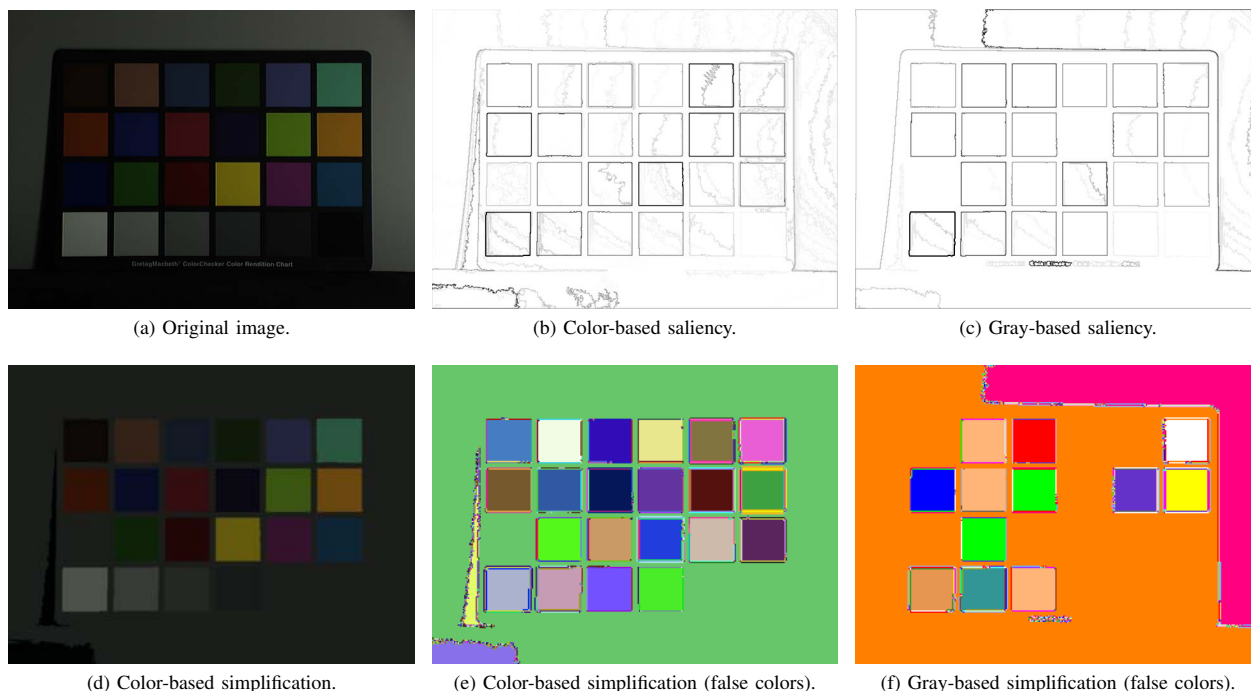 GretagMacbeth™ ColorChecker Color Rendition Chart
(a) Original image.
(b) Color-based saliency.
(c) Gray-based saliency.
(d) Color-based simplification.
(e) Color-based simplification (false colors).
(f) Gray-based simplification (false colors).